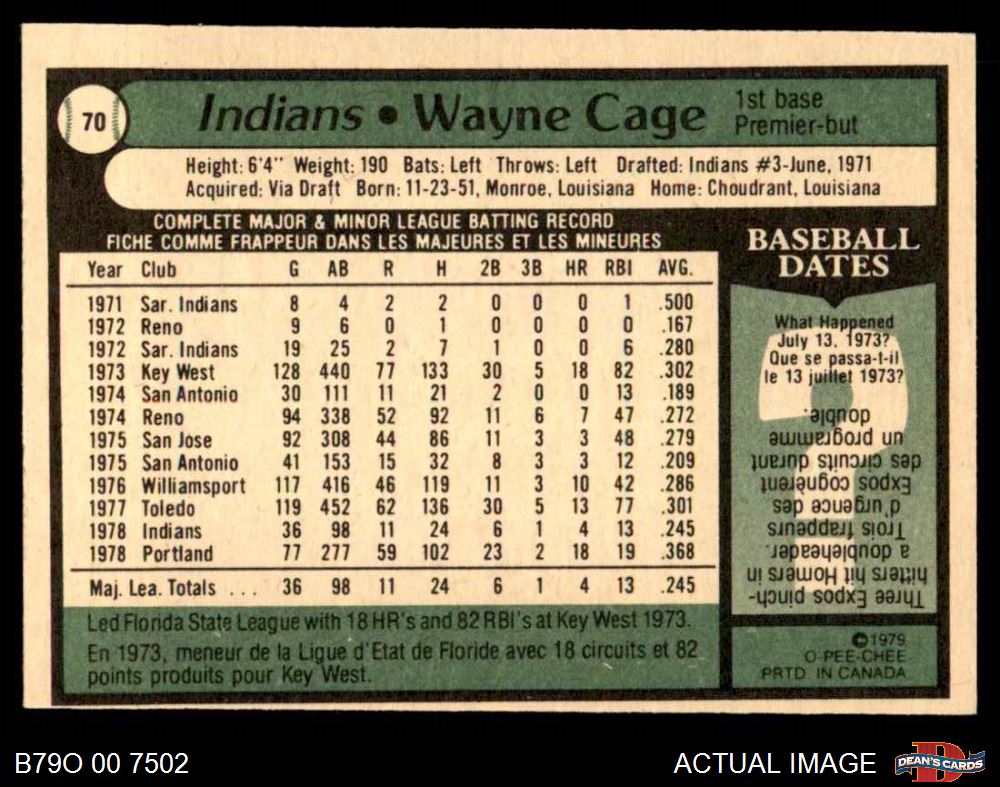 70
Indians • Wayne Cage
1st base
Premier-but
Height: 6'4" Weight: 190 Bats: Left Throws: Left Drafted: Indians #3-June, 1971
Acquired: Via Draft Born: 11-23-51, Monroe, Louisiana Home: Choudrant, Louisiana
COMPLETE MAJOR & MINOR LEAGUE BATTING RECORD
FICHE COMME FRAPPEUR DANS LES MAJEURES ET LES MINEURES
Year Club G AB R H 2B 3B HR RBI AVG.
1971 Sar. Indians 8 4 2 2 0 0 0 1 .500
1972 Reno 9 6 0 1 0 0 0 0 .167
1972 Sar. Indians 19 25 2 7 1 0 0 6 .280
1973 Key West 128 440 77 133 30 5 18 82 .302
1974 San Antonio 30 111 11 21 2 0 0 13 .189
1974 Reno 94 338 52 92 11 6 7 47 .272
1975 San Jose 92 308 44 86 11 3 3 48 .279
1975 San Antonio 41 153 15 32 8 3 3 12 .209
1976 Williamsport 117 416 46 119 11 3 10 42 .286
1977 Toledo 119 452 62 136 30 5 13 77 .301
1978 Indians 36 98 11 24 6 1 4 13 .245
1978 Portland 77 277 59 102 23 2 18 19 .368
Maj. Lea. Totals . . . 36 98 11 24 6 1 4 13 .245
Led Florida State League with 18 HR's and 82 RBI's at Key West 1973.
En 1973, meneur de la Ligue d'Etat de Floride avec 18 circuits et 82
points produits pour Key West.
BASEBALL
DATES
What Happened
July 13, 1973?
Que se passa-t-il
le 13 juillet 1973?
Three Expos pinch-
hitters hit Homers in
a doubleheader.
Trois frappeurs
d'urgence des
Expos cognèrent
des circuits durant
un programme
double.
©1979
O-PEE-CHEE
PRTD. IN CANADA
B79O 00 7502
ACTUAL IMAGE
DEAN'S CARDS